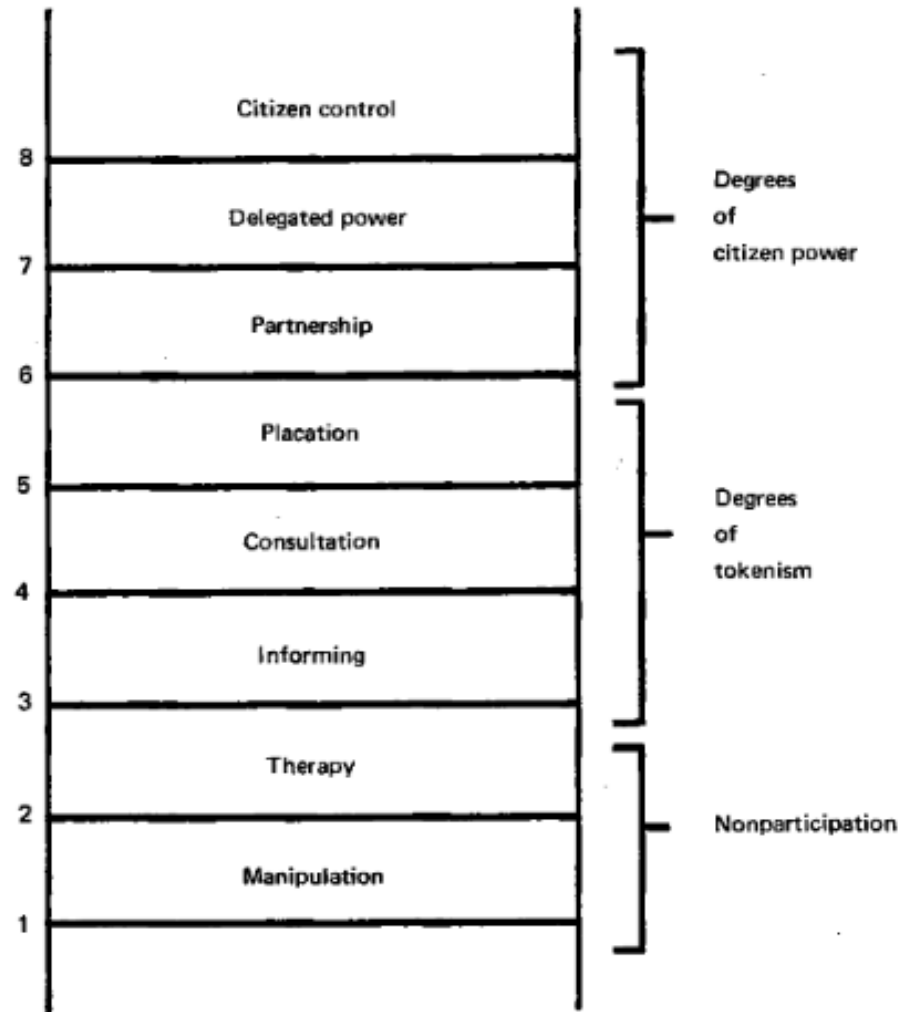 Citizen control
8
Delegated power
7
Partnership
6
Placation
5
Consultation
4
Informing
3
Therapy
2
Manipulation
1
Degrees
of
citizen power
Degrees
of
tokenism
Nonparticipation